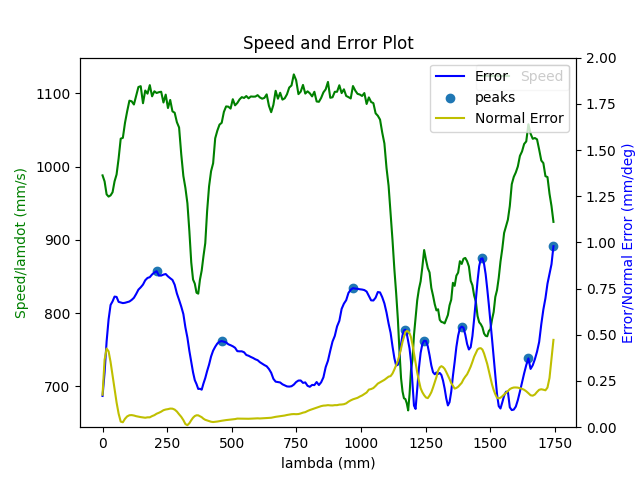 Speed and Error Plot
Speed/lamdot (mm/s)
1100
1000
900
800
700
Error
Speed
peaks
Normal Error
2.00
1.75
1.50
1.25
1.00
0.75
0.50
0.25
0.00
Error/Normal Error (mm/deg)
0 250 500 750 1000 1250 1500 1750
lambda (mm)